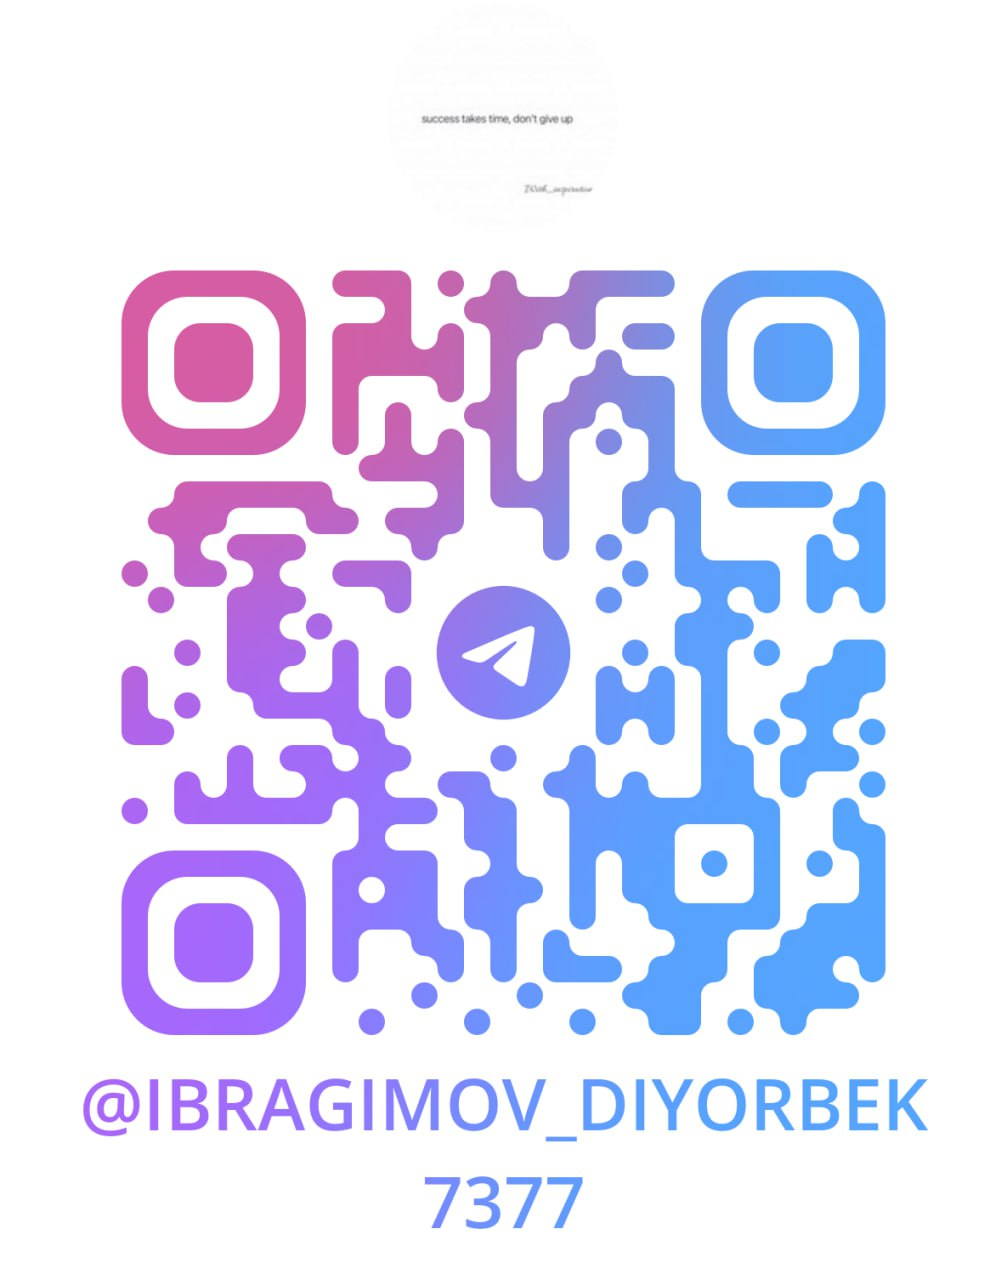 success takes time, don't give up
@IBRAGIMOV_DIYORBEK
7377